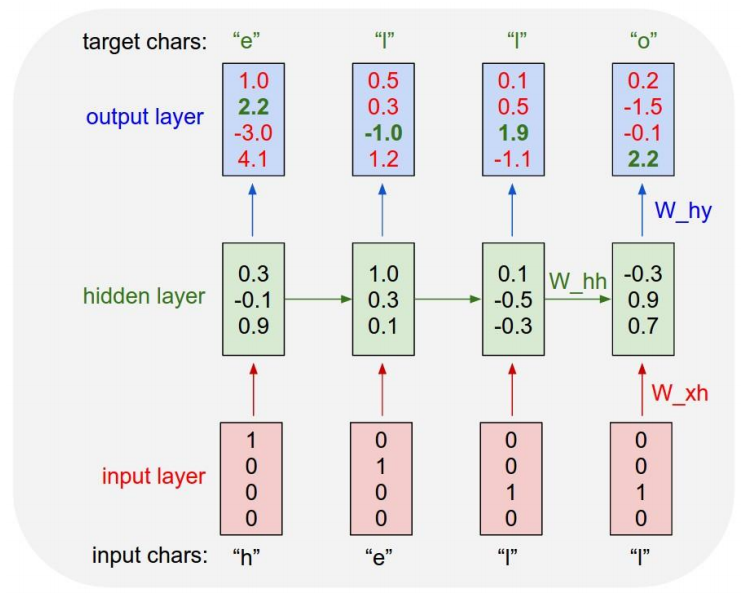 target chars: “e” “l” “l” “o”
output layer
1.0 0.5 0.1 0.2
2.2 0.3 0.5 -1.5
-3.0 -1.0 1.9 -0.1
4.1 1.2 -1.1 2.2
W_hy
hidden layer
0.3 1.0 0.1 -0.3
-0.1 0.3 -0.5 0.9
0.9 0.1 -0.3 0.7
W_hh
W_xh
input layer
1 0 0 0
0 1 0 0
0 0 1 1
0 0 0 0
input chars: “h” “e” “l” “l”